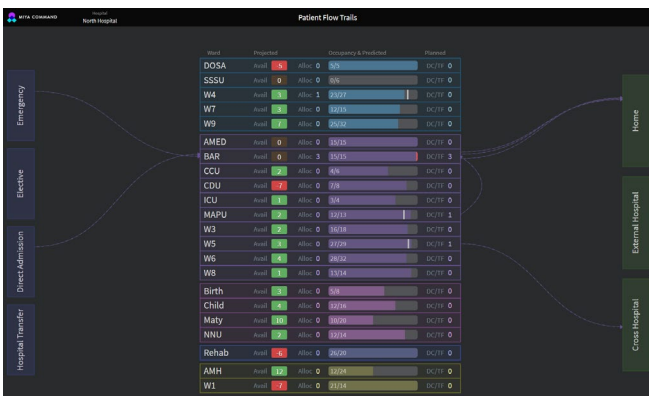 MIYA COMMAND
Hospital
North Hospital
Patient Flow Trails
Ward Projected Occupancy & Predicted Planned
DOSA Avail -5 Alloc 0 5/5 DC/TF 0
SSSU Avail 0 Alloc 0 0/6 DC/TF 0
W4 Avail 3 Alloc 1 23/27 DC/TF 0
W7 Avail 3 Alloc 0 12/15 DC/TF 0
W9 Avail 7 Alloc 0 25/32 DC/TF 0
AMED Avail 0 Alloc 0 15/15 DC/TF 0
BAR Avail 0 Alloc 3 15/15 DC/TF 3
CCU Avail 2 Alloc 0 4/6 DC/TF 0
CDU Avail -7 Alloc 0 7/8 DC/TF 0
ICU Avail 1 Alloc 0 3/4 DC/TF 0
MAPU Avail 2 Alloc 0 12/13 DC/TF 1
W3 Avail 2 Alloc 0 16/18 DC/TF 0
W5 Avail 3 Alloc 0 27/29 DC/TF 1
W6 Avail 4 Alloc 0 28/32 DC/TF 0
W8 Avail 1 Alloc 0 13/14 DC/TF 0
Birth Avail 3 Alloc 0 5/8 DC/TF 0
Child Avail 4 Alloc 0 12/16 DC/TF 0
Maty Avail 10 Alloc 0 10/20 DC/TF 0
NNU Avail 2 Alloc 0 12/14 DC/TF 0
Rehab Avail -6 Alloc 0 26/20 DC/TF 0
AMH Avail 12 Alloc 0 12/24 DC/TF 0
W1 Avail -7 Alloc 0 21/14 DC/TF 0
Emergency
Elective
Direct Admission
Hospital Transfer
Home
External Hospital
Cross Hospital